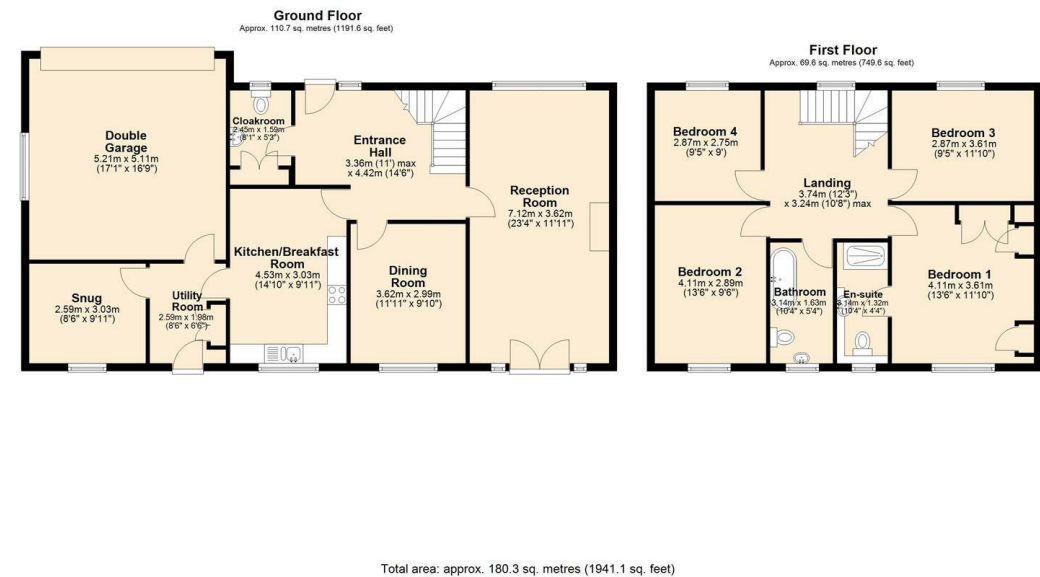 Ground Floor
Approx. 110.7 sq. metres (1191.6 sq. feet)
First Floor
Approx. 69.6 sq. metres (749.6 sq. feet)
Double
Garage
5.21m x 5.11m
(17'1" x 16'9")
Cloakroom
2.45m x 1.59m
(8'1" x 5'3")
Entrance
Hall
3.36m (11') max
x 4.42m (14'6")
Reception
Room
7.12m x 3.62m
(23'4" x 11'11")
Kitchen/Breakfast
Room
4.53m x 3.03m
(14'10" x 9'11")
Dining
Room
3.62m x 2.99m
(11'11" x 9'10")
Snug
2.59m x 3.03m
(8'6" x 9'11")
Utility
Room
2.59m x 1.98m
(8'6" x 6'6")
Bedroom 4
2.87m x 2.75m
(9'5" x 9')
Bedroom 3
2.87m x 3.61m
(9'5" x 11'10")
Landing
3.74m (12'3")
x 3.24m (10'8") max
Bedroom 2
4.11m x 2.89m
(13'6" x 9'6")
Bathroom
3.14m x 1.63m
(10'4" x 5'4")
En-suite
3.14m x 1.32m
(10'4" x 4'4")
Bedroom 1
4.11m x 3.61m
(13'6" x 11'10")
Total area: approx. 180.3 sq. metres (1941.1 sq. feet)